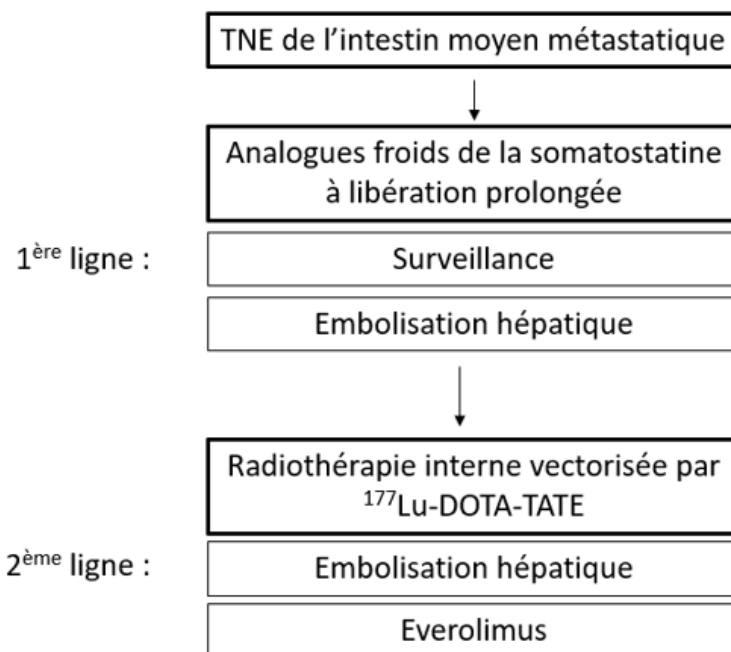 TNE de l’intestin moyen métastatique
Analogues froids de la somatostatine
à libération prolongée
1ère ligne :
Surveillance
Embolisation hépatique
Radiothérapie interne vectorisée par
177Lu-DOTA-TATE
2ème ligne :
Embolisation hépatique
Everolimus